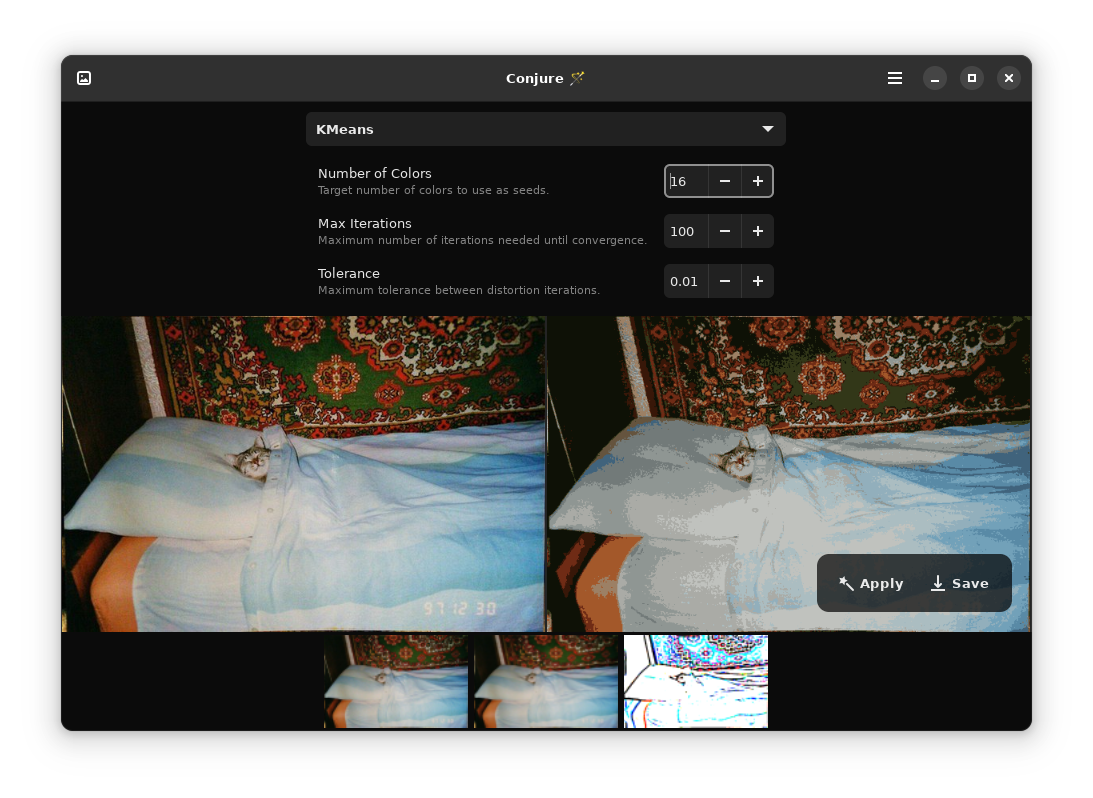 Conjure 🪄
KMeans
Number of Colors
Target number of colors to use as seeds.
16
Max Iterations
Maximum number of iterations needed until convergence.
100
Tolerance
Maximum tolerance between distortion iterations.
0.01
97 12 30
Apply
Save